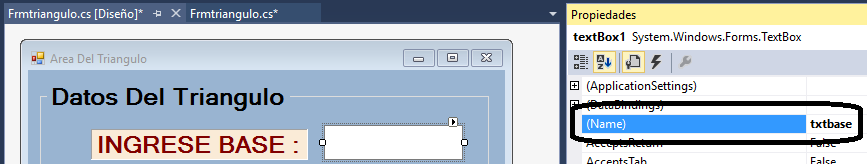 Frmtriangulo.cs [Diseño]*
Frmtriangulo.cs*
Area Del Triangulo
Datos Del Triangulo
INGRESE BASE :
Propiedades
textBox1 System.Windows.Forms.TextBox
(ApplicationSettings)
(DataBindings)
(Name) txtbase
AcceptsReturn False
AcceptsTab False